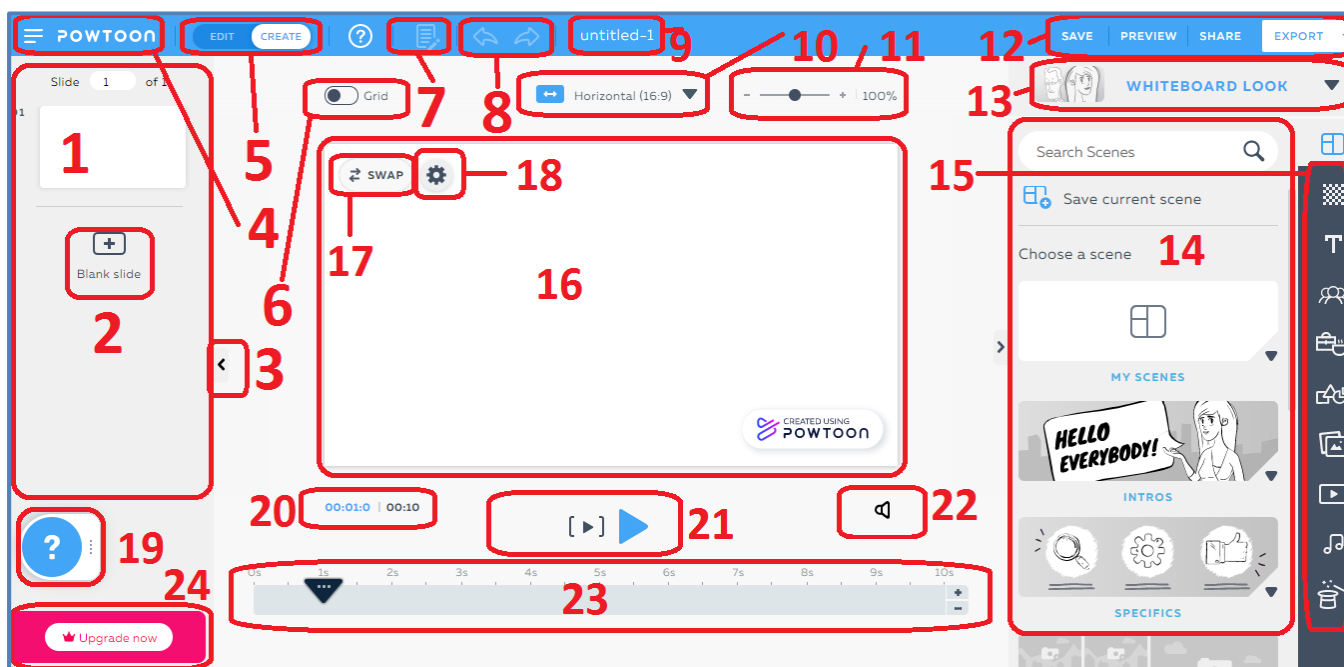 POWTOON
EDIT CREATE
?
untitled-1
SAVE PREVIEW SHARE EXPORT
4
5
6
7
8
9
10
11
12
13
Slide 1 of 1
01
1
Grid
Horizontal (16:9)
- + 100%
WHITEBOARD LOOK
Search Scenes
15
Save current scene
Choose a scene
14
SWAP
18
17
16
Blank slide
2
3
MY SCENES
HELLO
EVERYBODY!
INTROS
SPECIFICS
CREATED USING
POWTOON
20
00:01:0 | 00:10
21
22
?
19
0s 1s 2s 3s 4s 5s 6s 7s 8s 9s 10s
23
+
-
24
Upgrade now
T